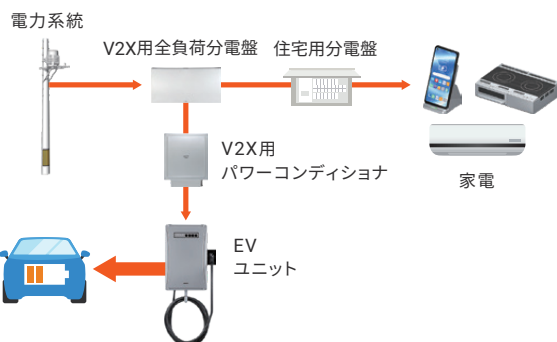 電力系統
V2X用全負荷分電盤
住宅用分電盤
V2X用
パワーコンディショナ
家電
EV
ユニット